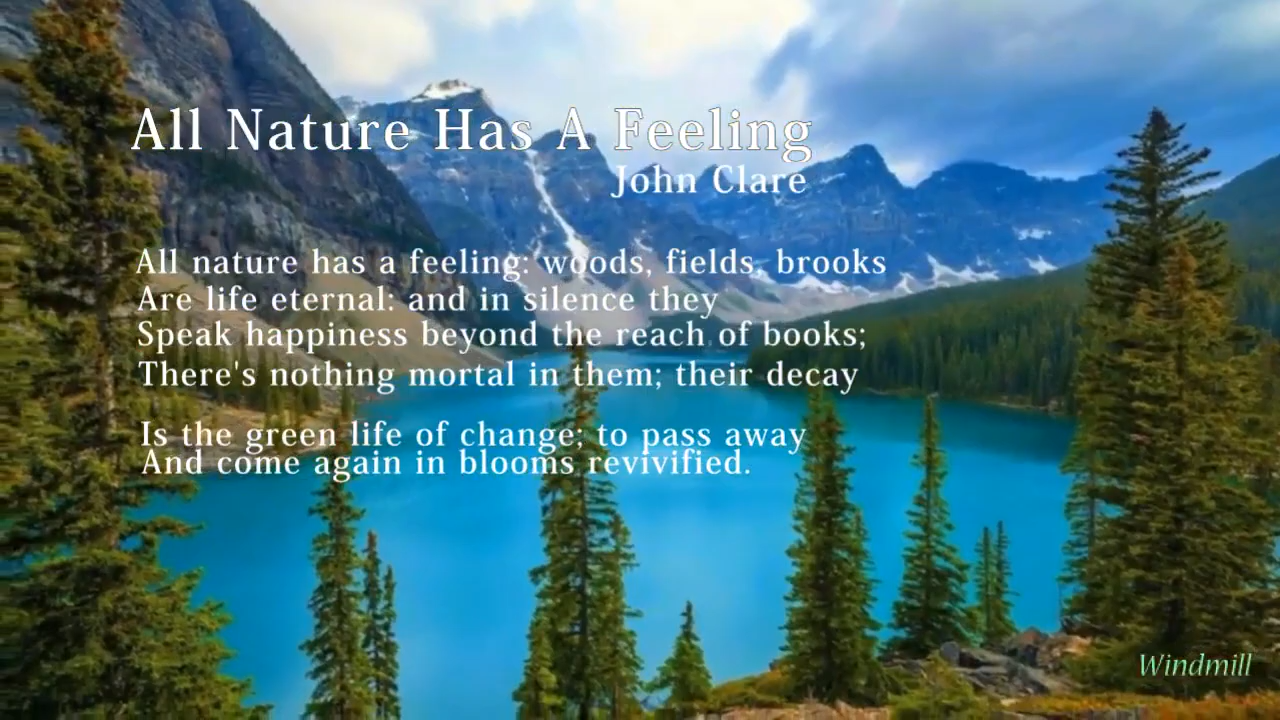 All Nature Has A Feeling
John Clare
All nature has a feeling: woods, fields, brooks
Are life eternal: and in silence they
Speak happiness beyond the reach of books;
There's nothing mortal in them; their decay
Is the green life of change; to pass away
And come again in blooms revivified.
Windmill